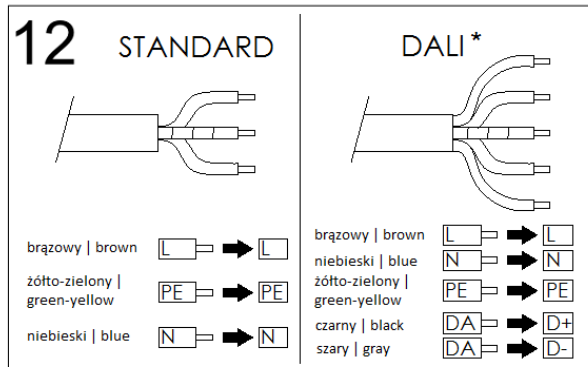 12 STANDARD
brązowy | brown L L
żółto-zielony |
green-yellow PE PE
niebieski | blue N N
DALI*
brązowy | brown L L
niebieski | blue N N
żółto-zielony |
green-yellow PE PE
czarny | black DA D+
szary | gray DA D-